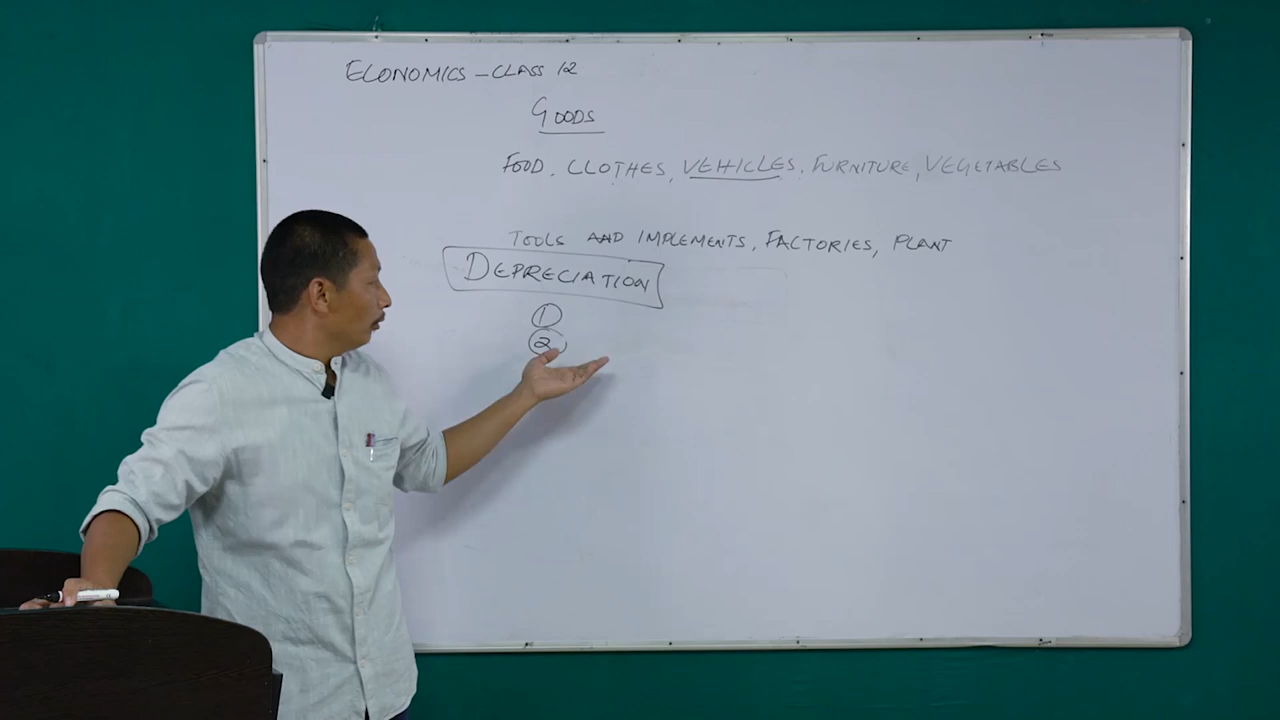 ECONOMICS - CLASS 12
GOODS
FOOD, CLOTHES, VEHICLES, FURNITURE, VEGETABLES
TOOLS AND IMPLEMENTS, FACTORIES, PLANT
DEPRECIATION
1
2